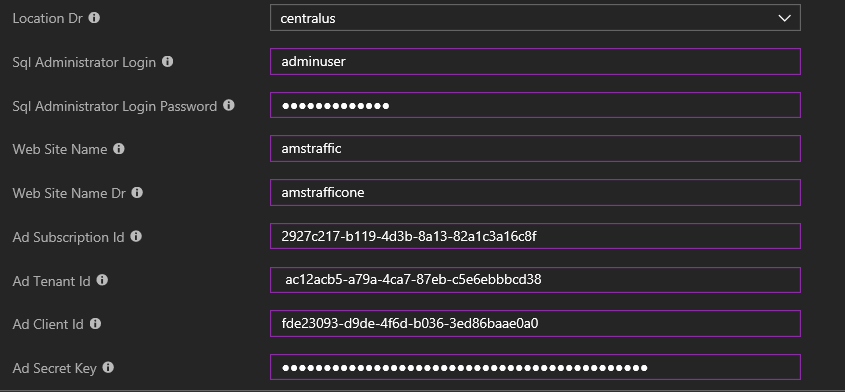 Location Dr centralus
Sql Administrator Login adminuser
Sql Administrator Login Password ●●●●●●●●●●●●●
Web Site Name amstraffic
Web Site Name Dr amstrafficone
Ad Subscription Id 2927c217-b119-4d3b-8a13-82a1c3a16c8f
Ad Tenant Id ac12acb5-a79a-4ca7-87eb-c5e6ebbbcd38
Ad Client Id fde23093-d9de-4f6d-b036-3ed86baae0a0
Ad Secret Key ●●●●●●●●●●●●●●●●●●●●●●●●●●●●●●●●●●●●●●●●●●●●